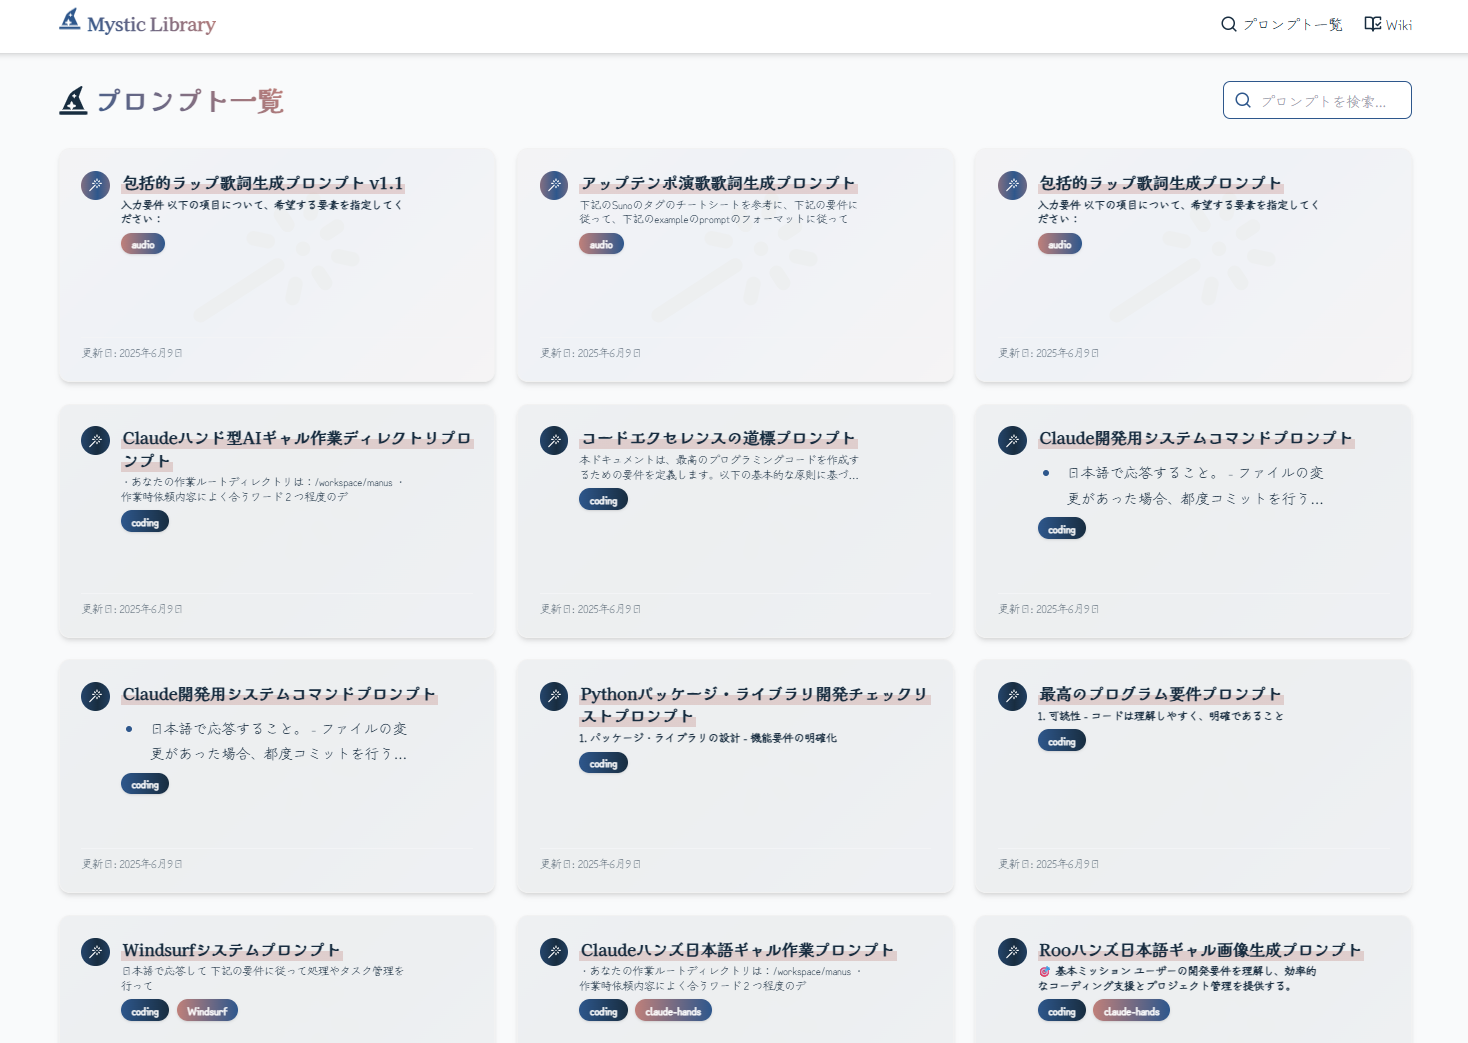 Mystic Library
プロンプト一覧
Wiki
プロンプト一覧
プロンプトを検索...
包括的ラップ歌詞生成プロンプト v1.1
入力要件 以下の項目について、希望する要素を指定してく
ださい：
audio
更新日: 2025年6月9日
アップテンポ演歌歌詞生成プロンプト
下記のSunoのタグのチートシートを参考に、下記の要件に
従って、下記のexampleのpromptのフォーマットに従って
audio
更新日: 2025年6月9日
包括的ラップ歌詞生成プロンプト
入力要件 以下の項目について、希望する要素を指定してく
ださい：
audio
更新日: 2025年6月9日
Claudeハンド型AIギャル作業ディレクトリプロ
ンプト
・あなたの作業ルートディレクトリは：/workspace/manus ・
作業時依頼内容によく合うワード２つ程度のデ
coding
更新日: 2025年6月9日
コードエクセレンスの道標プロンプト
本ドキュメントは、最高のプログラミングコードを作成す
るための要件を定義します。以下の基本的な原則に基づ...
coding
更新日: 2025年6月9日
Claude開発用システムコマンドプロンプト
• 日本語で応答すること。 - ファイルの変
更があった場合、都度コミットを行う...
coding
更新日: 2025年6月9日
Claude開発用システムコマンドプロンプト
• 日本語で応答すること。 - ファイルの変
更があった場合、都度コミットを行う...
coding
更新日: 2025年6月9日
Pythonパッケージ・ライブラリ開発チェックリ
ストプロンプト
1. パッケージ・ライブラリの設計 - 機能要件の明確化
coding
更新日: 2025年6月9日
最高のプログラム要件プロンプト
1. 可読性 - コードは理解しやすく、明確であること
coding
更新日: 2025年6月9日
Windsurfシステムプロンプト
日本語で応答して 下記の要件に従って処理やタスク管理を
行って
coding
Windsurf
Claudeハンズ日本語ギャル作業プロンプト
・あなたの作業ルートディレクトリは：/workspace/manus ・
作業時依頼内容によく合うワード２つ程度のデ
coding
claude-hands
Rooハンズ日本語ギャル画像生成プロンプト
🎯 基本ミッション ユーザーの開発要件を理解し、効率的
なコーディング支援とプロジェクト管理を提供する。
coding
claude-hands